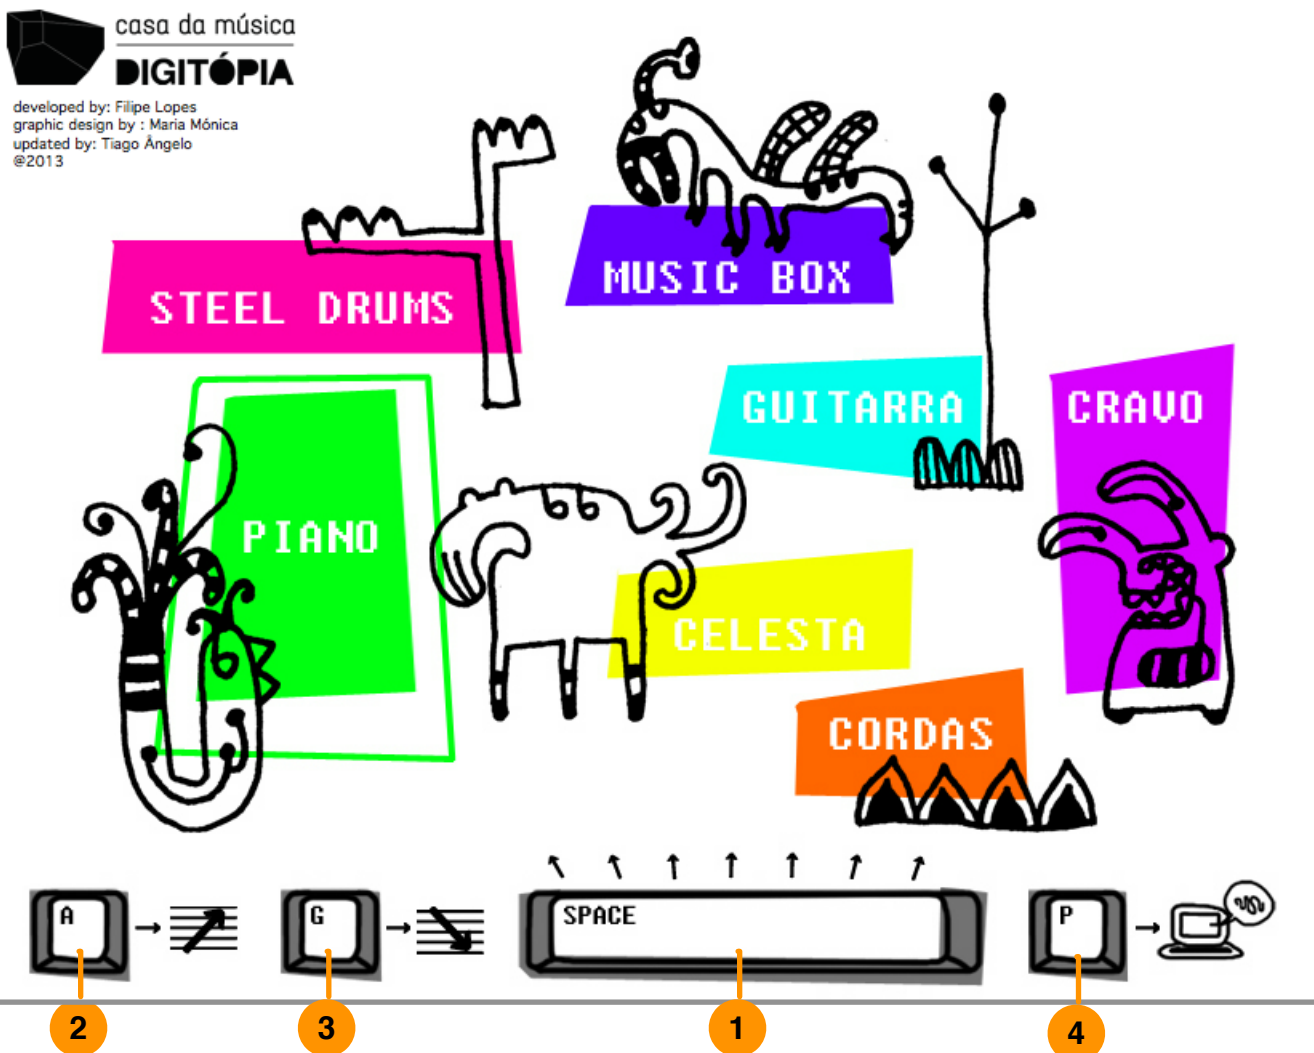 casa da música
DIGITÓPIA
developed by: Filipe Lopes
graphic design by : Maria Mónica
updated by: Tiago Ângelo
@2013
STEEL DRUMS
MUSIC BOX
GUITARRA
CRAVO
PIANO
CELESTA
CORDAS
A
G
SPACE
P
2
3
1
4